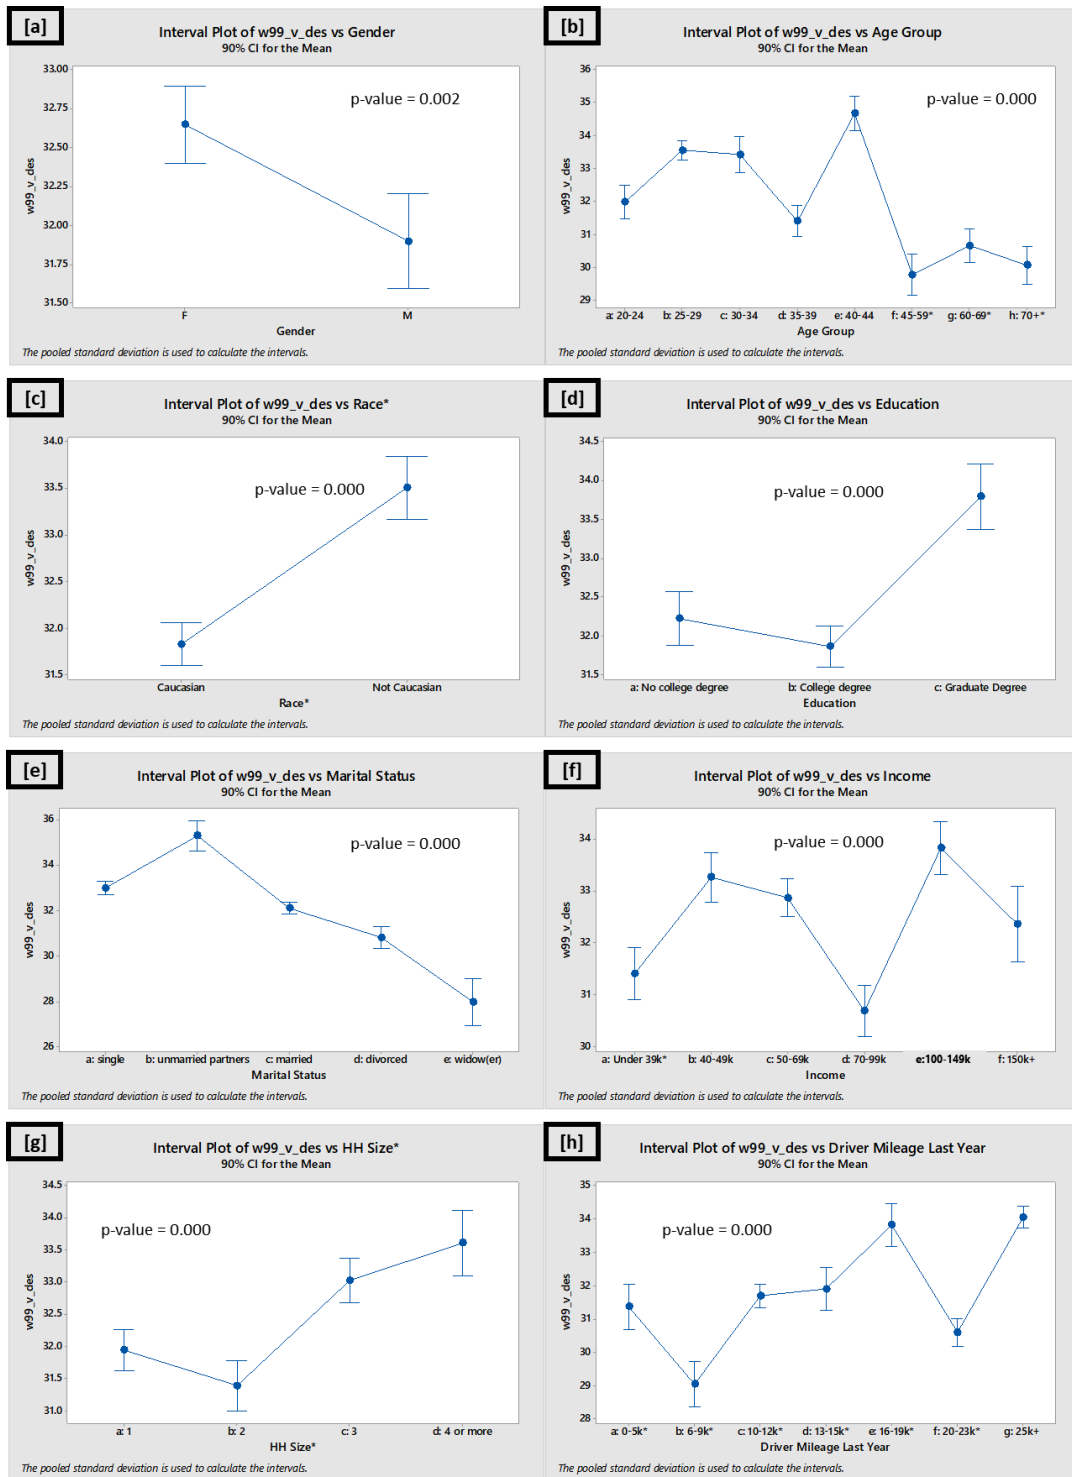 [a]
Interval Plot of w99_v_des vs Gender
90% CI for the Mean
p-value = 0.002
33.00
32.75
32.50
32.25
32.00
31.75
31.50
w99_v_des
F M
Gender
The pooled standard deviation is used to calculate the intervals.
[b]
Interval Plot of w99_v_des vs Age Group
90% CI for the Mean
p-value = 0.000
36
35
34
33
32
31
30
29
w99_v_des
a: 20-24 b: 25-29 c: 30-34 d: 35-39 e: 40-44 f: 45-59* g: 60-69* h: 70+*
Age Group
The pooled standard deviation is used to calculate the intervals.
[c]
Interval Plot of w99_v_des vs Race*
90% CI for the Mean
p-value = 0.000
34.0
33.5
33.0
32.5
32.0
31.5
w99_v_des
Caucasian Not Caucasian
Race*
The pooled standard deviation is used to calculate the intervals.
[d]
Interval Plot of w99_v_des vs Education
90% CI for the Mean
p-value = 0.000
34.5
34.0
33.5
33.0
32.5
32.0
31.5
w99_v_des
a: No college degree b: College degree c: Graduate Degree
Education
The pooled standard deviation is used to calculate the intervals.
[e]
Interval Plot of w99_v_des vs Marital Status
90% CI for the Mean
p-value = 0.000
36
34
32
30
28
26
w99_v_des
a: single b: unmarried partners c: married d: divorced e: widow(er)
Marital Status
The pooled standard deviation is used to calculate the intervals.
[f]
Interval Plot of w99_v_des vs Income
90% CI for the Mean
p-value = 0.000
34
33
32
31
30
w99_v_des
a: Under 39k* b: 40-49k c: 50-69k d: 70-99k e:100-149k f: 150k+
Income
The pooled standard deviation is used to calculate the intervals.
[g]
Interval Plot of w99_v_des vs HH Size*
90% CI for the Mean
p-value = 0.000
34.5
34.0
33.5
33.0
32.5
32.0
31.5
31.0
w99_v_des
a: 1 b: 2 c: 3 d: 4 or more
HH Size*
The pooled standard deviation is used to calculate the intervals.
[h]
Interval Plot of w99_v_des vs Driver Mileage Last Year
90% CI for the Mean
p-value = 0.000
35
34
33
32
31
30
29
28
w99_v_des
a: 0-5k* b: 6-9k* c: 10-12k* d: 13-15k* e: 16-19k* f: 20-23k* g: 25k+
Driver Mileage Last Year
The pooled standard deviation is used to calculate the intervals.